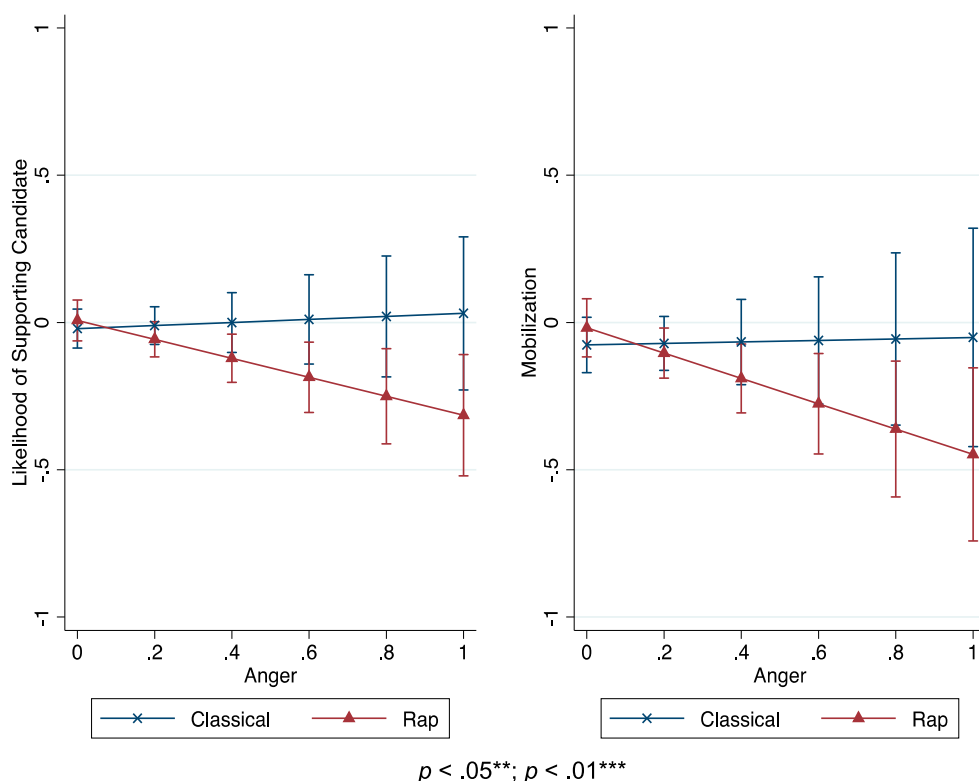 Likelihood of Supporting Candidate
1
.5
0
-.5
-1
0 .2 .4 .6 .8 1
Anger
Classical Rap
Mobilization
1
.5
0
-.5
-1
0 .2 .4 .6 .8 1
Anger
Classical Rap
p < .05**; p < .01***